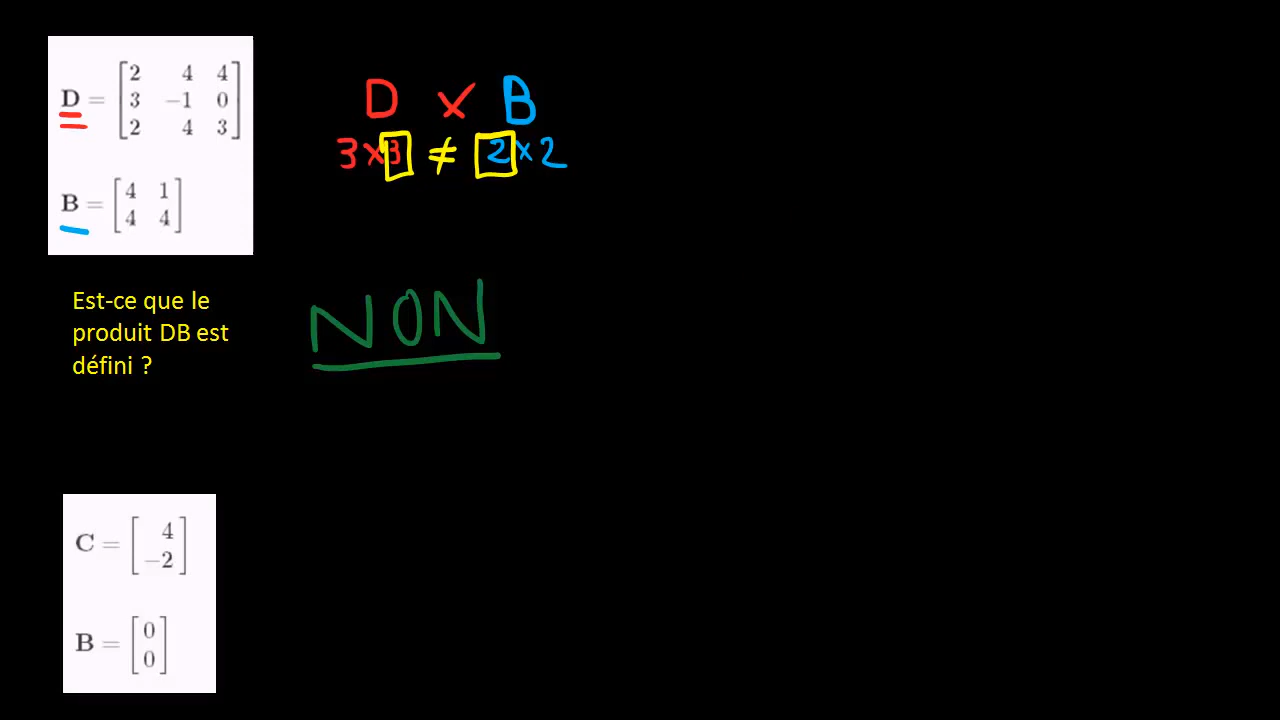 D = [2 4 4
3 −1 0
2 4 3]
B = [4 1
4 4]
D × B
3×3 ≠ 2×2
Est-ce que le
produit DB est
défini ?
NON
C = [4
−2]
B = [0
0]